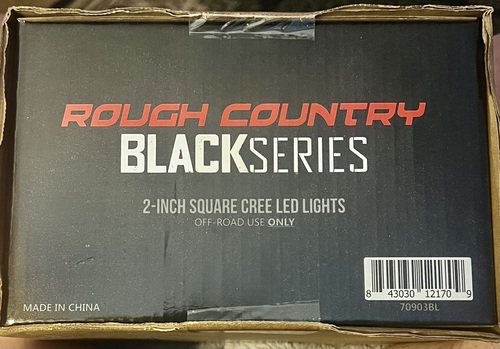 ROUGH COUNTRY
BLACKSERIES
2-INCH SQUARE CREE LED LIGHTS
OFF-ROAD USE ONLY
8 43030 12170 9
70903BL
MADE IN CHINA